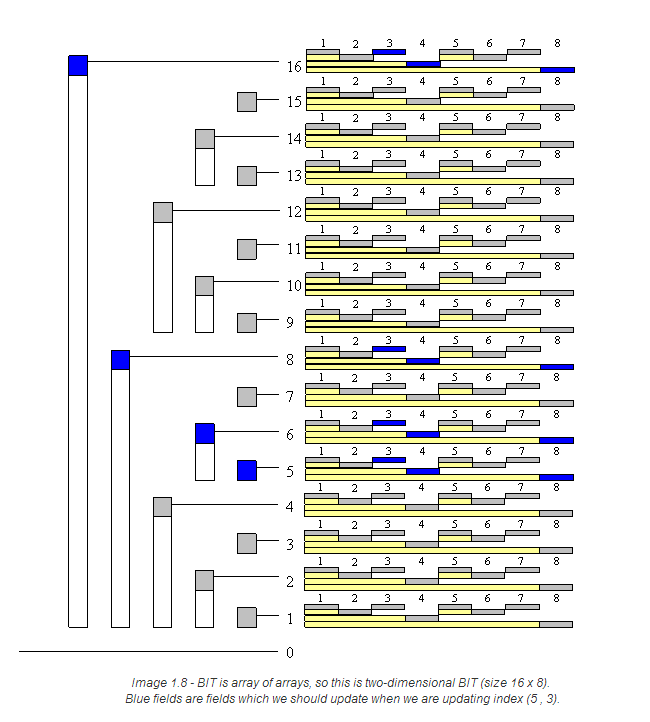 1 2 3 4 5 6 7 8
16
1 2 3 4 5 6 7 8
15
1 2 3 4 5 6 7 8
14
1 2 3 4 5 6 7 8
13
1 2 3 4 5 6 7 8
12
1 2 3 4 5 6 7 8
11
1 2 3 4 5 6 7 8
10
1 2 3 4 5 6 7 8
9
1 2 3 4 5 6 7 8
8
1 2 3 4 5 6 7 8
7
1 2 3 4 5 6 7 8
6
1 2 3 4 5 6 7 8
5
1 2 3 4 5 6 7 8
4
1 2 3 4 5 6 7 8
3
1 2 3 4 5 6 7 8
2
1 2 3 4 5 6 7 8
1
0
Image 1.8 - BIT is array of arrays, so this is two-dimensional BIT (size 16 x 8).
Blue fields are fields which we should update when we are updating index (5 , 3).